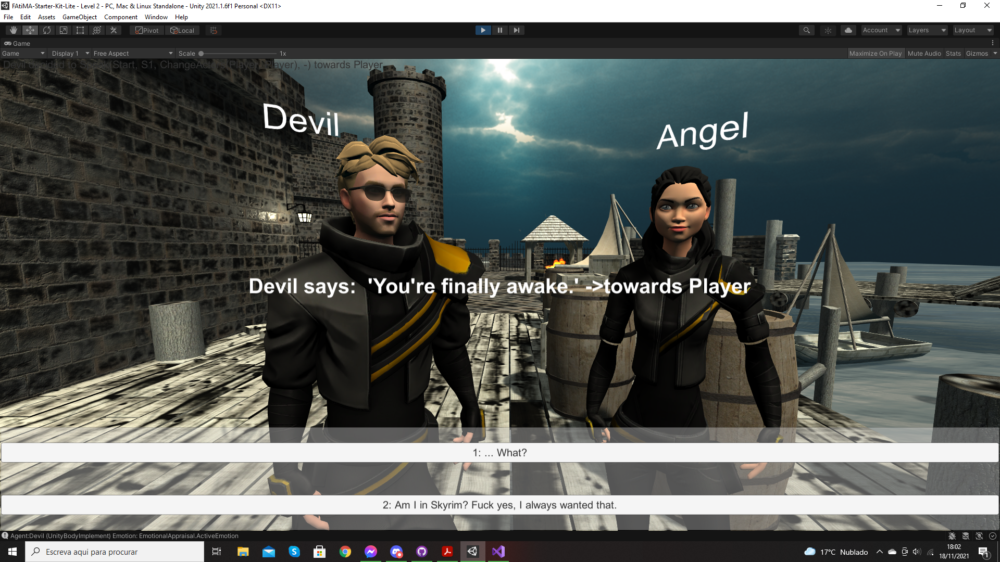 FAtiMA-Starter-Kit-Lite - Level 2 - PC, Mac & Linux Standalone - Unity 2021.1.6f1 Personal <DX11>
File Edit Assets GameObject Component Window Help
Pivot Local Account Layers Layout
Game
Game Display 1 Free Aspect Scale 1x Maximize On Play Mute Audio Stats Gizmos
Devil decided to Speak(Start, S1, towards Player
Devil
Angel
Devil says: 'You're finally awake.' ->towards Player
1: ... What?
2: Am I in Skyrim? Fuck yes, I always wanted that.
Agent:Devil (UnityBodyImplement) Emotion: EmotionalAppraisal.ActiveEmotion
Escreva aqui para procurar
17°C Nublado
18:02
18/11/2021
1